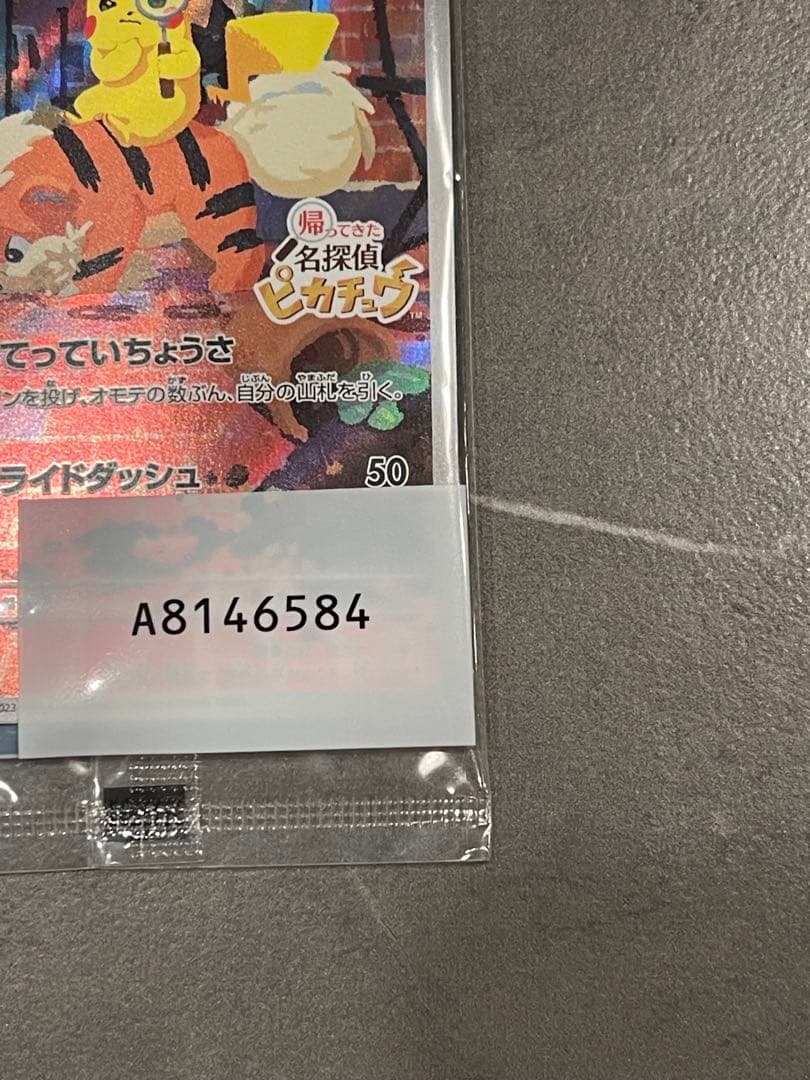 帰ってきた
名探偵
ピカチュウ
TM
てっていちょうさ
ンを投げ、オモテの数ぶん、自分の山札を引く。
ライドダッシュ 50
A8146584
023